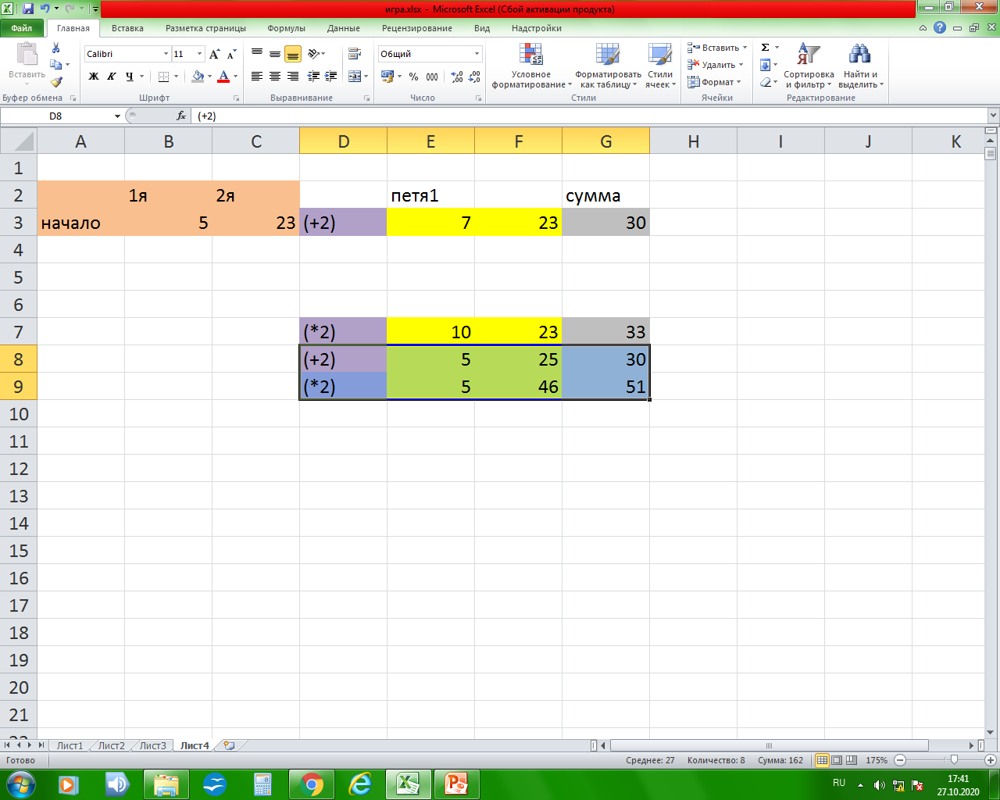 игра.xlsx - Microsoft Excel (Сбой активации продукта)
Файл Главная Вставка Разметка страницы Формулы Данные Рецензирование Вид Надстройки
Вставить
Calibri 11
Ж К Ч
Общий
% 000
Условное форматирование
Форматировать как таблицу
Стили ячеек
Вставить
Удалить
Формат
Сортировка и фильтр
Найти и выделить
Буфер обмена Шрифт Выравнивание Число Стили Ячейки Редактирование
D8 fx (+2)
A B C D E F G H I J K
1
2 1я 2я петя1 сумма
3 начало 5 23 (+2) 7 23 30
4
5
6
7 (*2) 10 23 33
8 (+2) 5 25 30
9 (*2) 5 46 51
10
11
12
13
14
15
16
17
18
19
20
21
Лист1 Лист2 Лист3 Лист4
Готово Среднее: 27 Количество: 8 Сумма: 162 175%
RU 17:41
27.10.2020